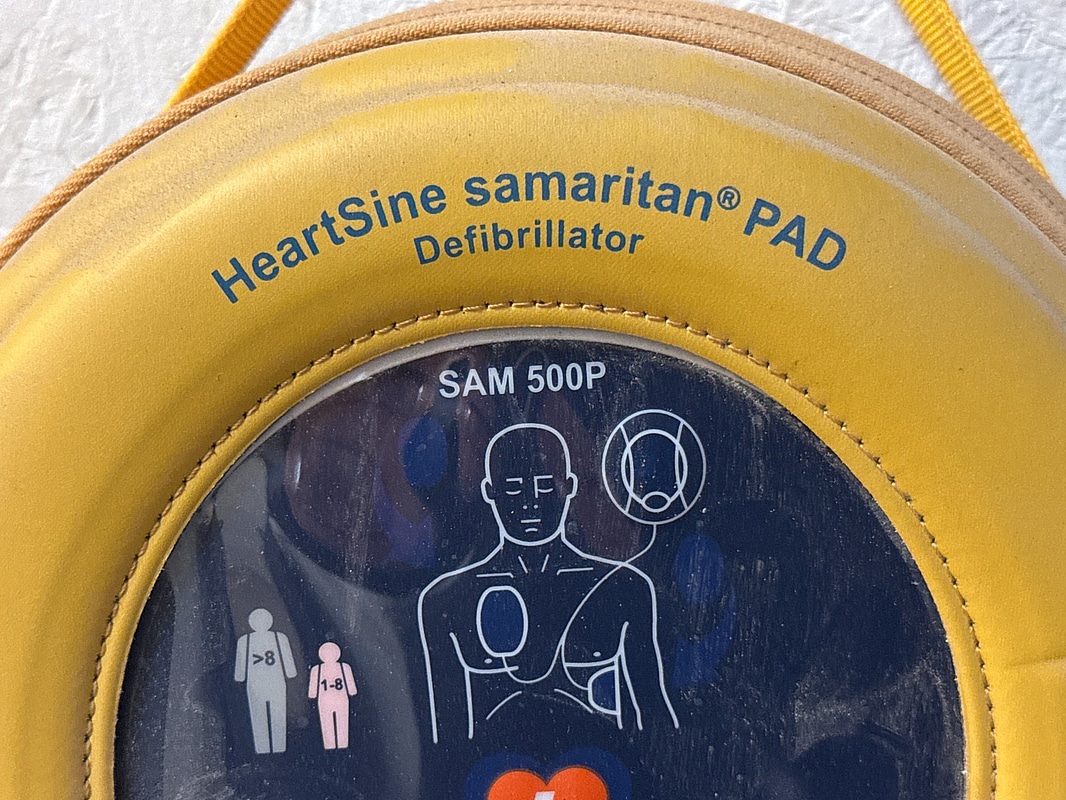 HeartSine samaritan® PAD
Defibrillator
SAM 500P
>8
1-8